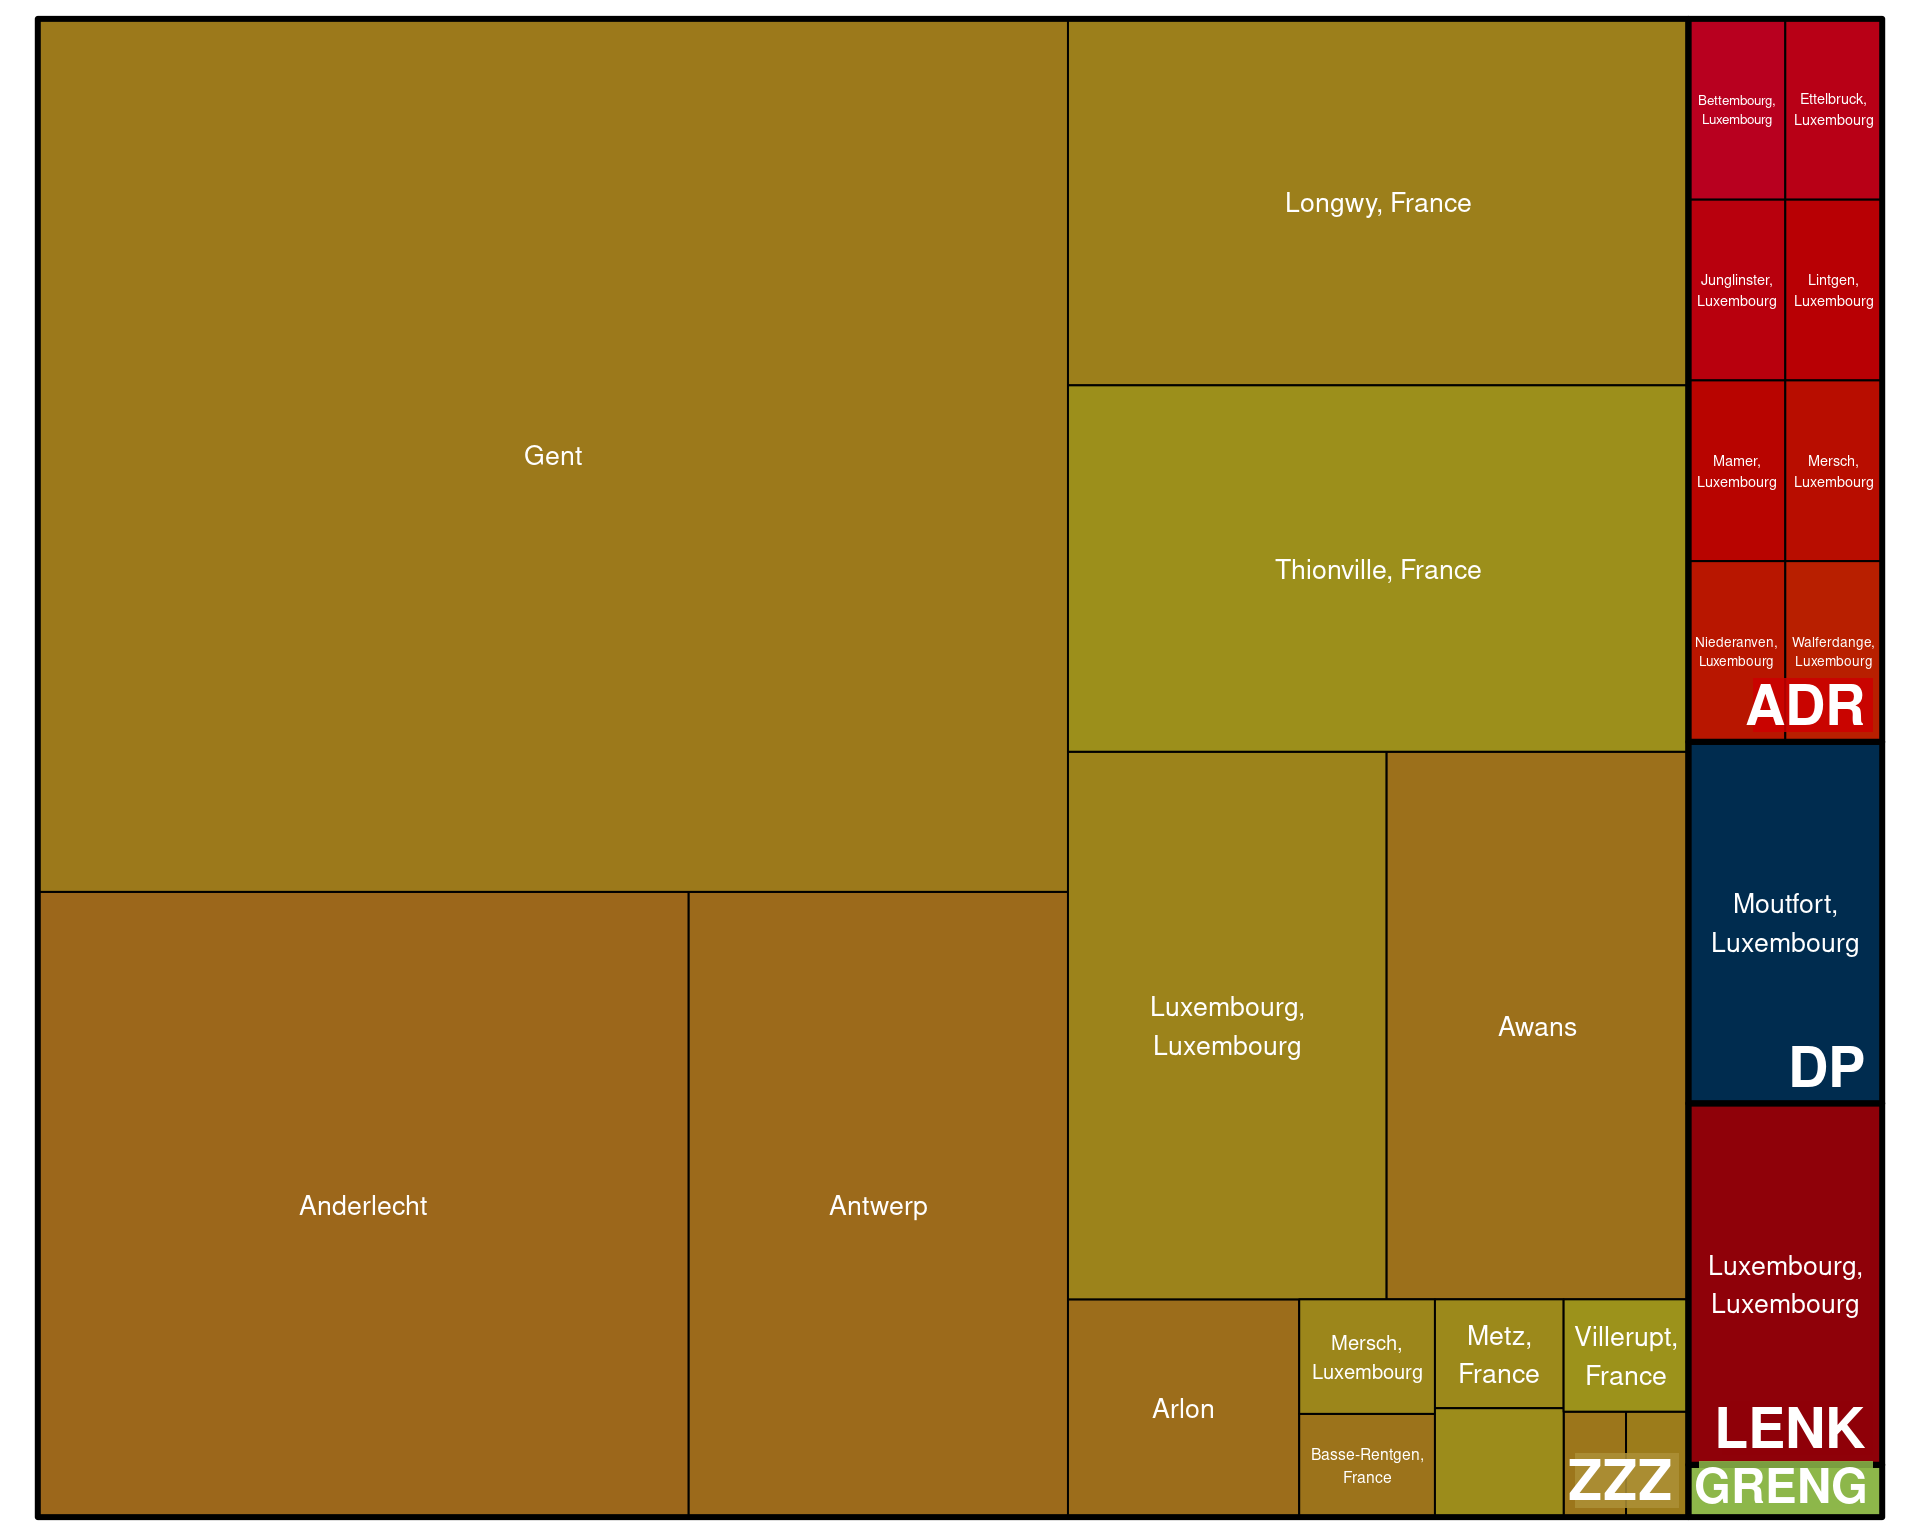 Gent
Anderlecht
Antwerp
Longwy, France
Thionville, France
Luxembourg,
Luxembourg
Awans
Arlon
Mersch,
Luxembourg
Basse-Rentgen,
France
Metz,
France
Villerupt,
France
ZZZ
Bettembourg,
Luxembourg
Ettelbruck,
Luxembourg
Junglinster,
Luxembourg
Lintgen,
Luxembourg
Mamer,
Luxembourg
Mersch,
Luxembourg
Niederanven,
Luxembourg
Walferdange,
Luxembourg
ADR
Moutfort,
Luxembourg
DP
Luxembourg,
Luxembourg
LENK
GRENG